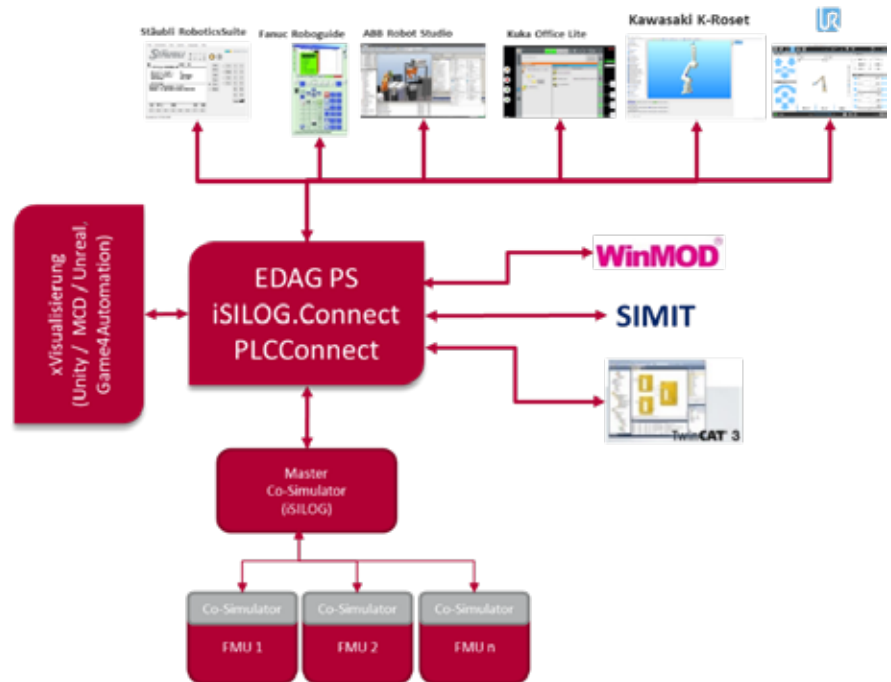 Stäubli RoboticsSuite
Fanuc Roboguide
ABB Robot Studio
Kuka Office Lite
Kawasaki K-Roset
UR
xVisualisierung
(Unity / MCD / Unreal,
Game4Automation)
EDAG PS
iSILOG.Connect
PLCConnect
WinMOD®
SIMIT
TwinCAT® 3
Master
Co-Simulator
(iSILOG)
Co-Simulator
FMU 1
Co-Simulator
FMU 2
Co-Simulator
FMU n